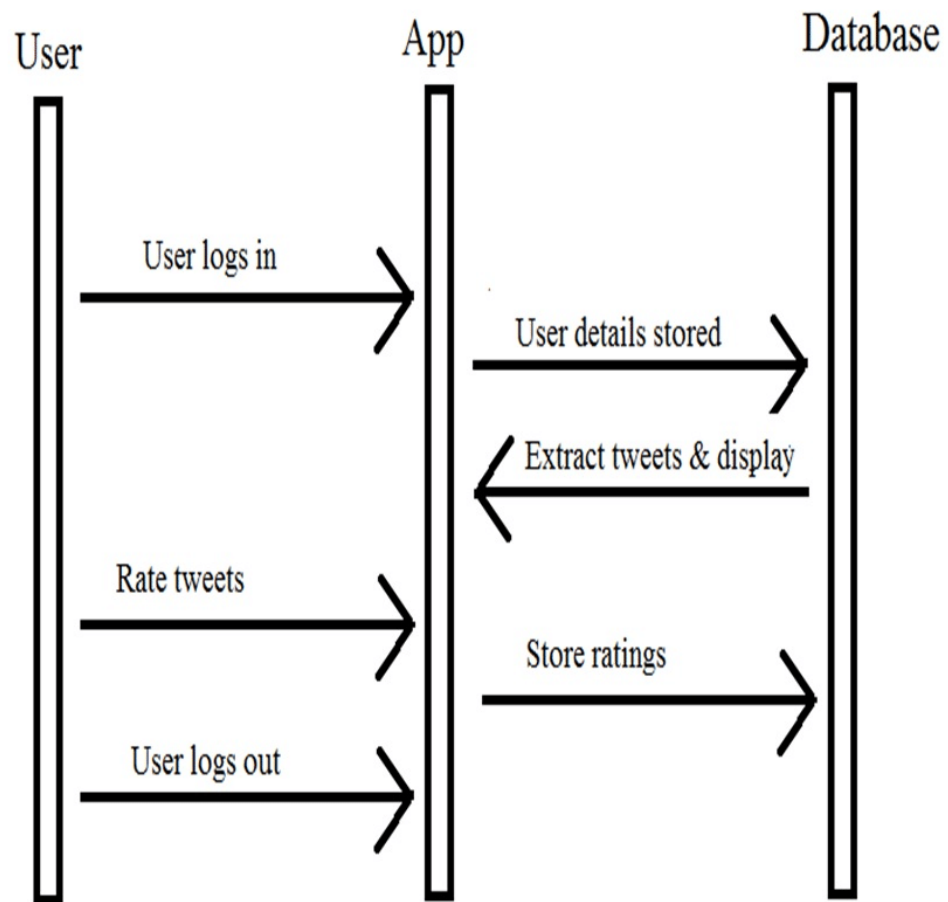 User
App
Database
User logs in
User details stored
Extract tweets & display
Rate tweets
Store ratings
User logs out